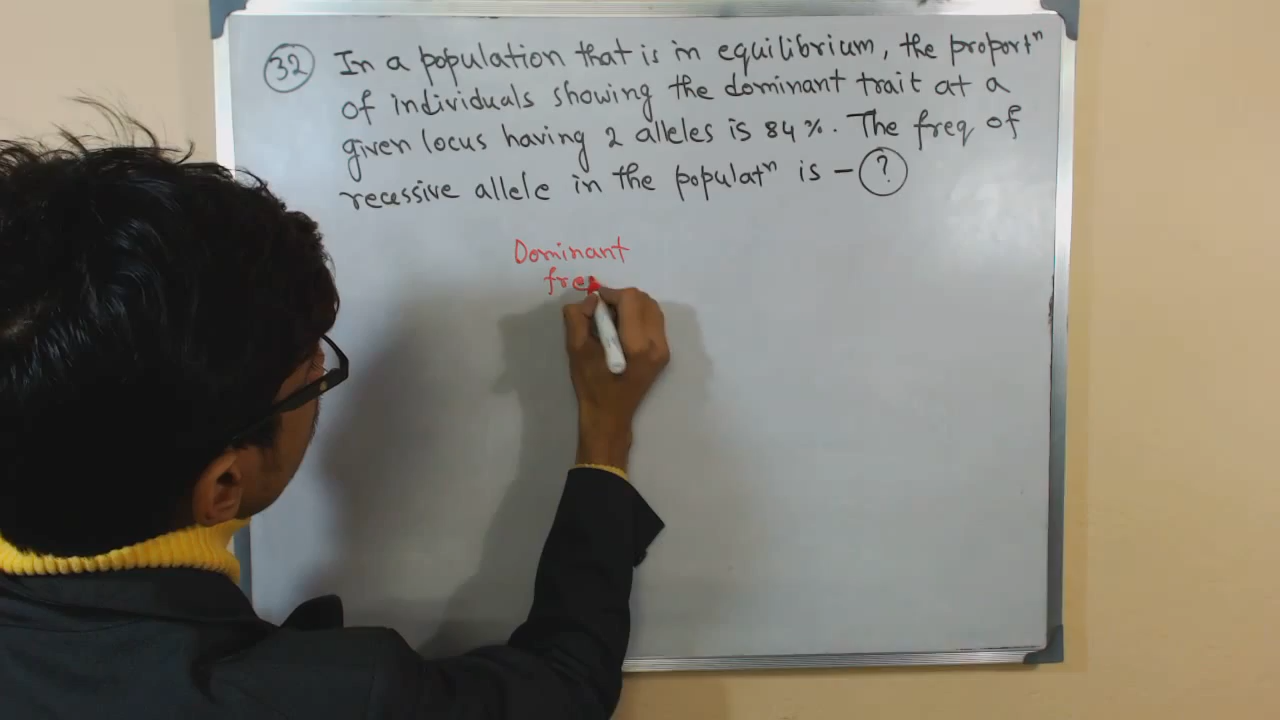 32 In a population that is in equilibrium, the proportⁿ
of individuals showing the dominant trait at a
given locus having 2 alleles is 84%. The freq of
recessive allele in the populatⁿ is – ?
Dominant
fre